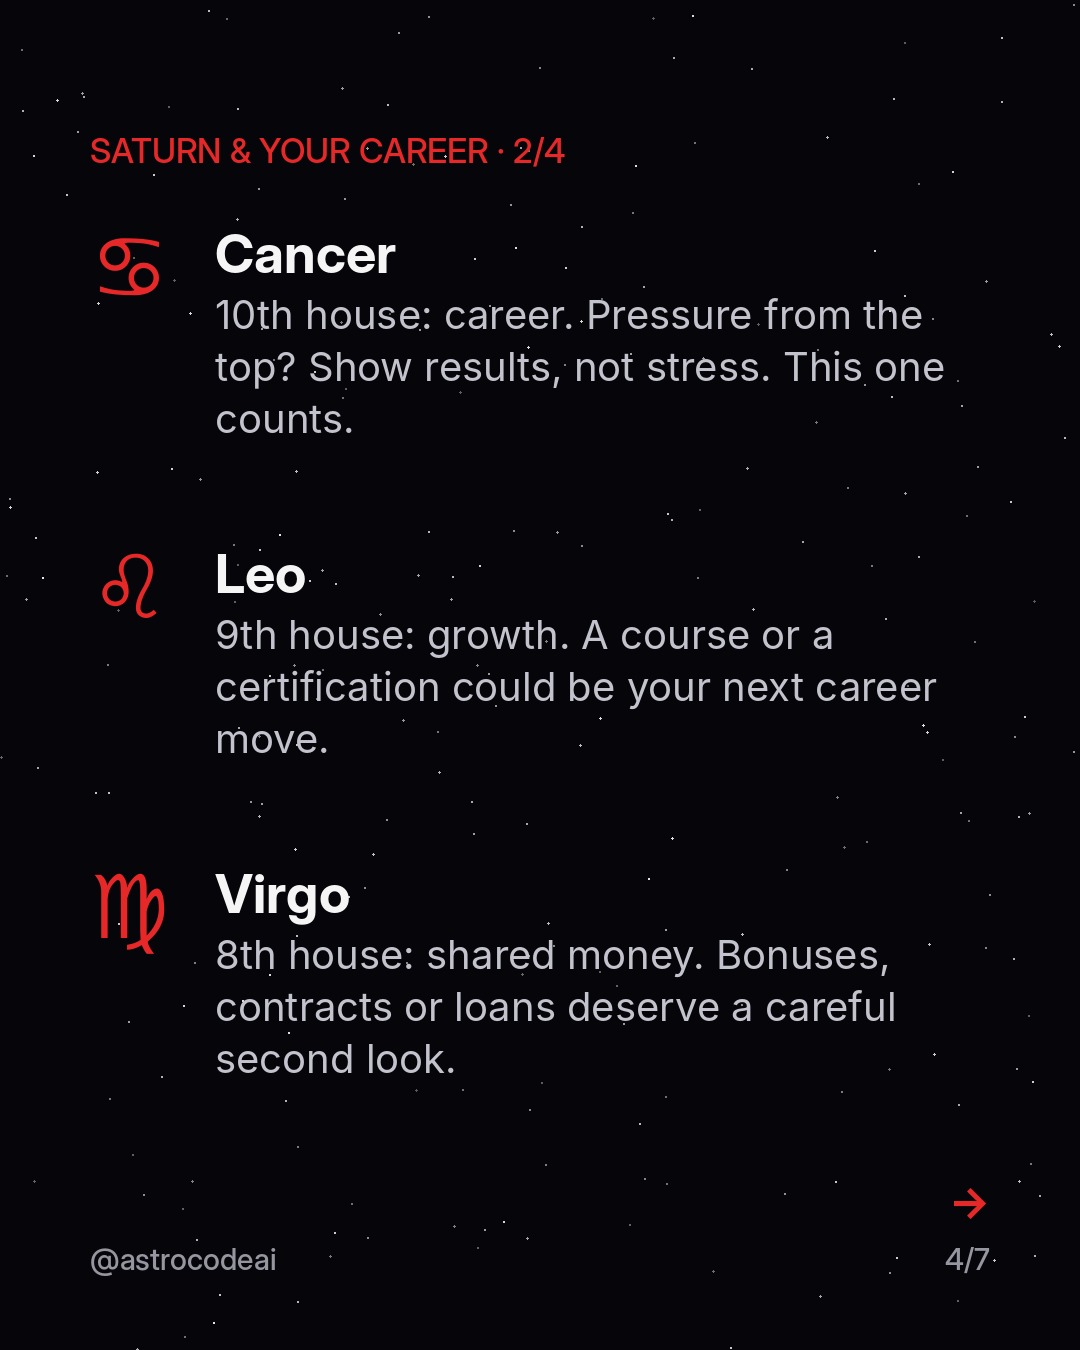 SATURN & YOUR CAREER · 2/4
♋ Cancer
10th house: career. Pressure from the
top? Show results, not stress. This one
counts.
♌ Leo
9th house: growth. A course or a
certification could be your next career
move.
♍ Virgo
8th house: shared money. Bonuses,
contracts or loans deserve a careful
second look.
→
@astrocodeai
4/7